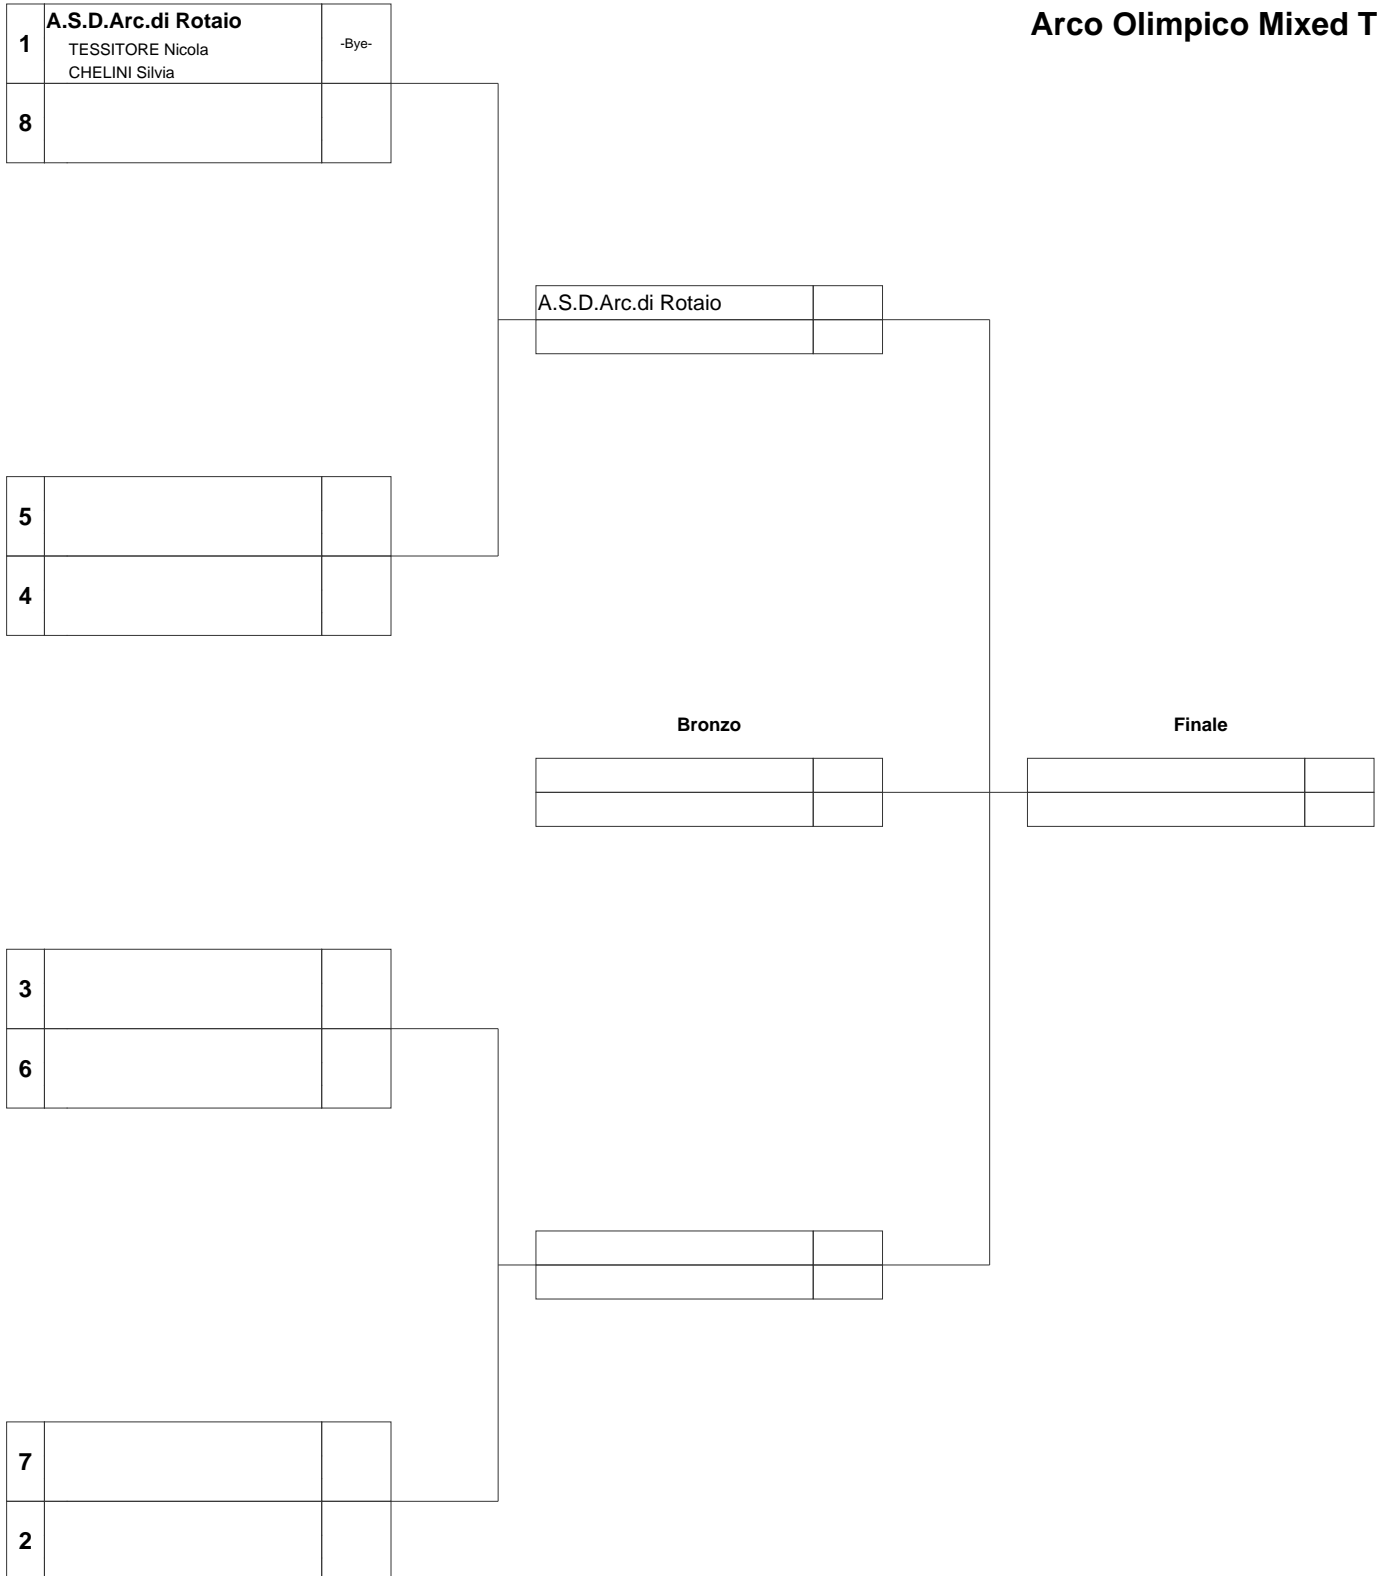 Arco Olimpico Mixed T
1
A.S.D.Arc.di Rotaio
-Bye-
TESSITORE Nicola
CHELINI Silvia
8
A.S.D.Arc.di Rotaio
5
4
Bronzo
Finale
3
6
7
2